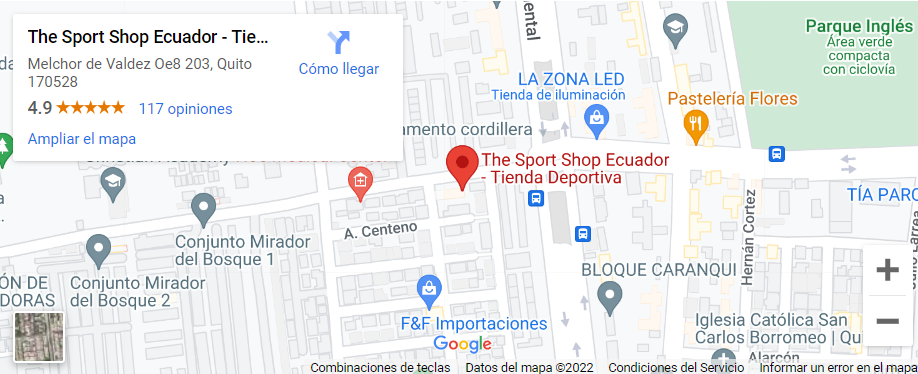 The Sport Shop Ecuador - Tie...
Melchor de Valdez Oe8 203, Quito
170528
4.9
117 opiniones
Ampliar el mapa
Cómo llegar
ental
LA ZONA LED
Tienda de iluminación
Parque Inglés
Área verde
compacta
con ciclovía
Pastelería Flores
amento cordillera
The Sport Shop Ecuador
- Tienda Deportiva
TÍA PARC
A. Centeno
Conjunto Mirador
del Bosque 1
Hernán Cortez
BLOQUE CARANQUI
ÓN DE
ADORAS
Conjunto Mirador
del Bosque 2
F&F Importaciones
Iglesia Católica San
Carlos Borromeo | Qu
Alarcón
Google
Combinaciones de teclas
Datos del mapa ©2022
Condiciones del Servicio
Informar un error en el mapa